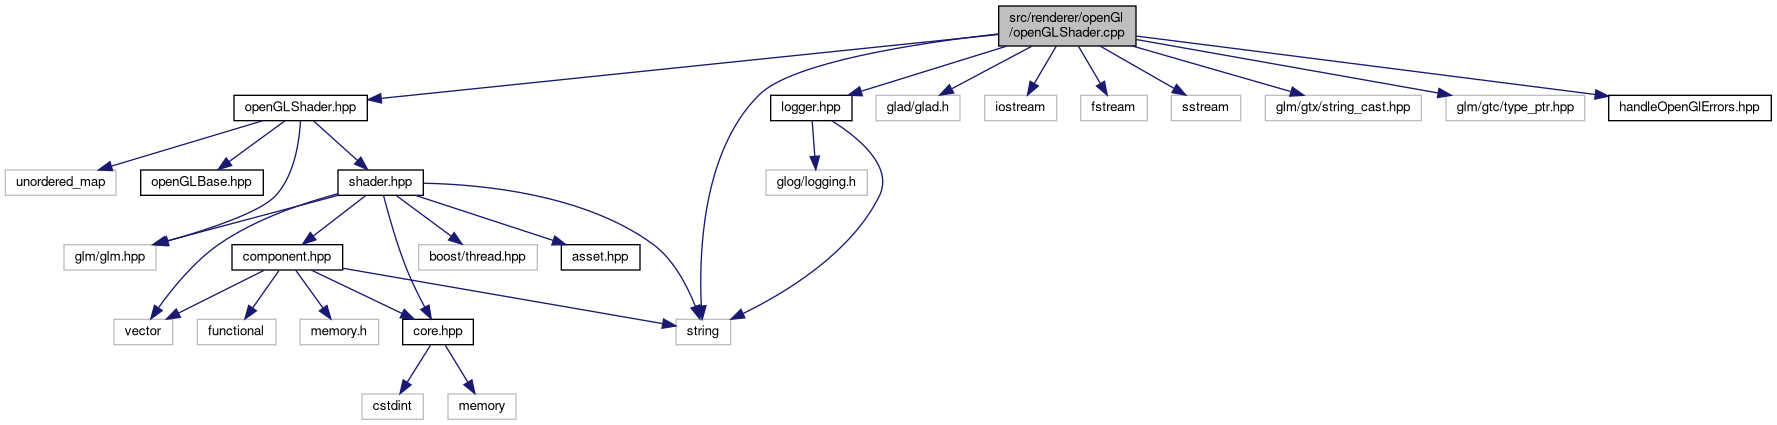 src/renderer/openGl
/openGLShader.cpp
openGLShader.hpp
logger.hpp
glad/glad.h
iostream
fstream
sstream
glm/gtx/string_cast.hpp
glm/gtc/type_ptr.hpp
handleOpenGlErrors.hpp
unordered_map
openGLBase.hpp
shader.hpp
glog/logging.h
glm/glm.hpp
component.hpp
boost/thread.hpp
asset.hpp
vector
functional
memory.h
core.hpp
string
cstdint
memory